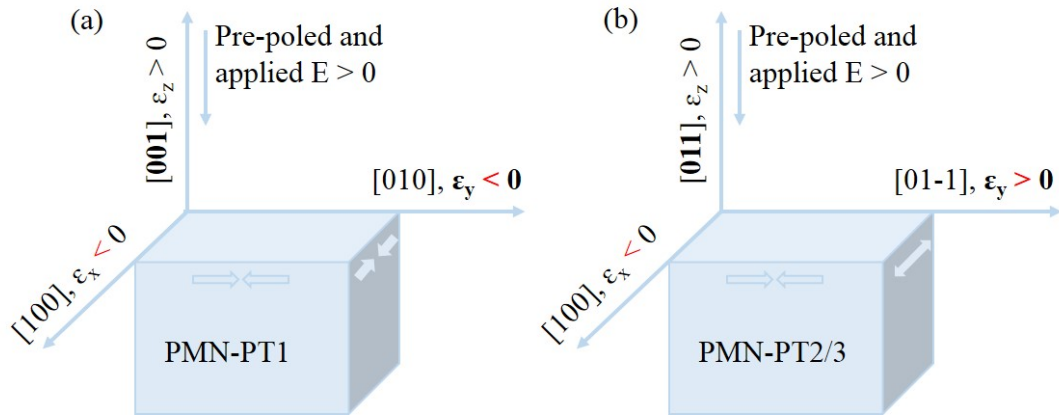 (a)
Pre-poled and
applied E > 0
[001], εz > 0
[010], εy < 0
[100], εx < 0
PMN-PT1
(b)
Pre-poled and
applied E > 0
[011], εz > 0
[01-1], εy > 0
[100], εx < 0
PMN-PT2/3